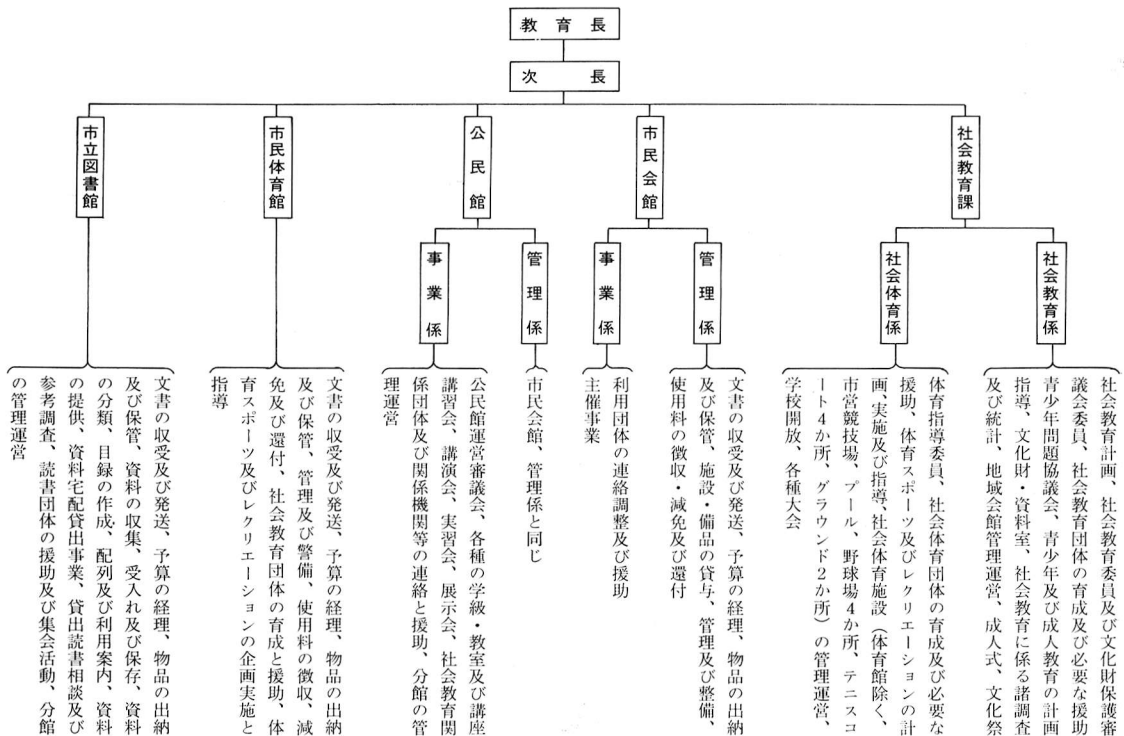 教育長
次長
社会教育課
市民会館
公民館
市民体育館
市立図書館
社会教育係
社会体育係
管理係
事業係
管理係
事業係
社会教育計画、社会教育委員及び文化財保護審
議会委員、社会教育団体の育成及び必要な援助
青少年問題協議会、青少年及び成人教育の計画
指導、文化財・資料室、社会教育に係る諸調査
及び統計、地域会館管理運営、成人式、文化祭
体育指導委員、社会体育団体の育成及び必要な
援助、体育スポーツ及びレクリエーションの計
画、実施及び指導、社会体育施設（体育館除く、
市営競技場、プール、野球場4か所、テニスコ
ート4か所、グラウンド2か所）の管理運営、
学校開放、各種大会
文書の収受及び発送、予算の経理、物品の出納
及び保管、施設・備品の貸与、管理及び整備、
使用料の徴収・減免及び還付
利用団体の連絡調整及び援助
主催事業
市民会館、管理係と同じ
公民館運営審議会、各種の学級・教室及び講座
講習会、講演会、実習会、展示会、社会教育関
係団体及び関係機関等の連絡と援助、分館の管
理運営
文書の収受及び発送、予算の経理、物品の出納
及び保管、管理及び警備、使用料の徴収、減
免及び還付、社会教育団体の育成と援助、体
育スポーツ及びレクリエーションの企画実施と
指導
文書の収受及び発送、予算の経理、物品の出納
及び保管、資料の収集、受入れ及び保存、資料
の分類、目録の作成、配列及び利用案内、資料
の提供、資料宅配貸出事業、貸出読書相談及び
参考調査、読書団体の援助及び集会活動、分館
の管理運営